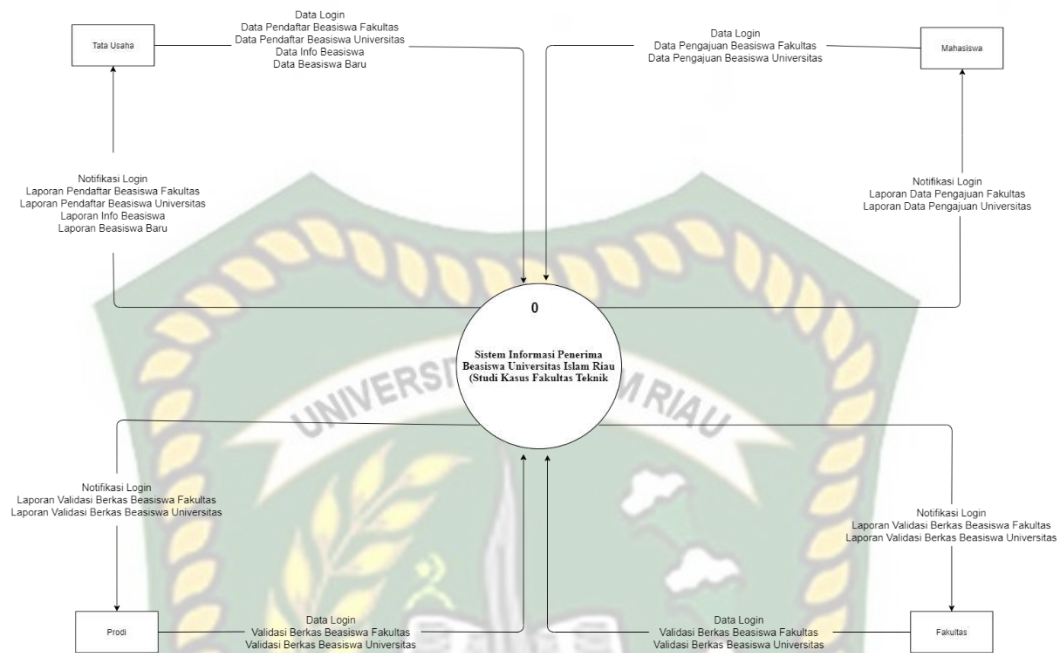 Data Login
Data Pendaftar Beasiswa Fakultas
Data Pendaftar Beasiswa Universitas
Data Info Beasiswa
Data Beasiswa Baru
Tata Usaha
Data Login
Data Pengajuan Beasiswa Fakultas
Data Pengajuan Beasiswa Universitas
Mahasiswa
Notifikasi Login
Laporan Pendaftar Beasiswa Fakultas
Laporan Pendaftar Beasiswa Universitas
Laporan Info Beasiswa
Laporan Beasiswa Baru
Notifikasi Login
Laporan Data Pengajuan Fakultas
Laporan Data Pengajuan Universitas
0
Sistem Informasi Penerima
Beasiswa Universitas Islam Riau
(Studi Kasus Fakultas Teknik
UNIVERS M RIAU
Notifikasi Login
Laporan Validasi Berkas Beasiswa Fakultas
Laporan Validasi Berkas Beasiswa Universitas
Notifikasi Login
Laporan Validasi Berkas Beasiswa Fakultas
Laporan Validasi Berkas Beasiswa Universitas
Prodi
Data Login
Validasi Berkas Beasiswa Fakultas
Validasi Berkas Beasiswa Universitas
Data Login
Validasi Berkas Beasiswa Fakultas
Validasi Berkas Beasiswa Universitas
Fakultas